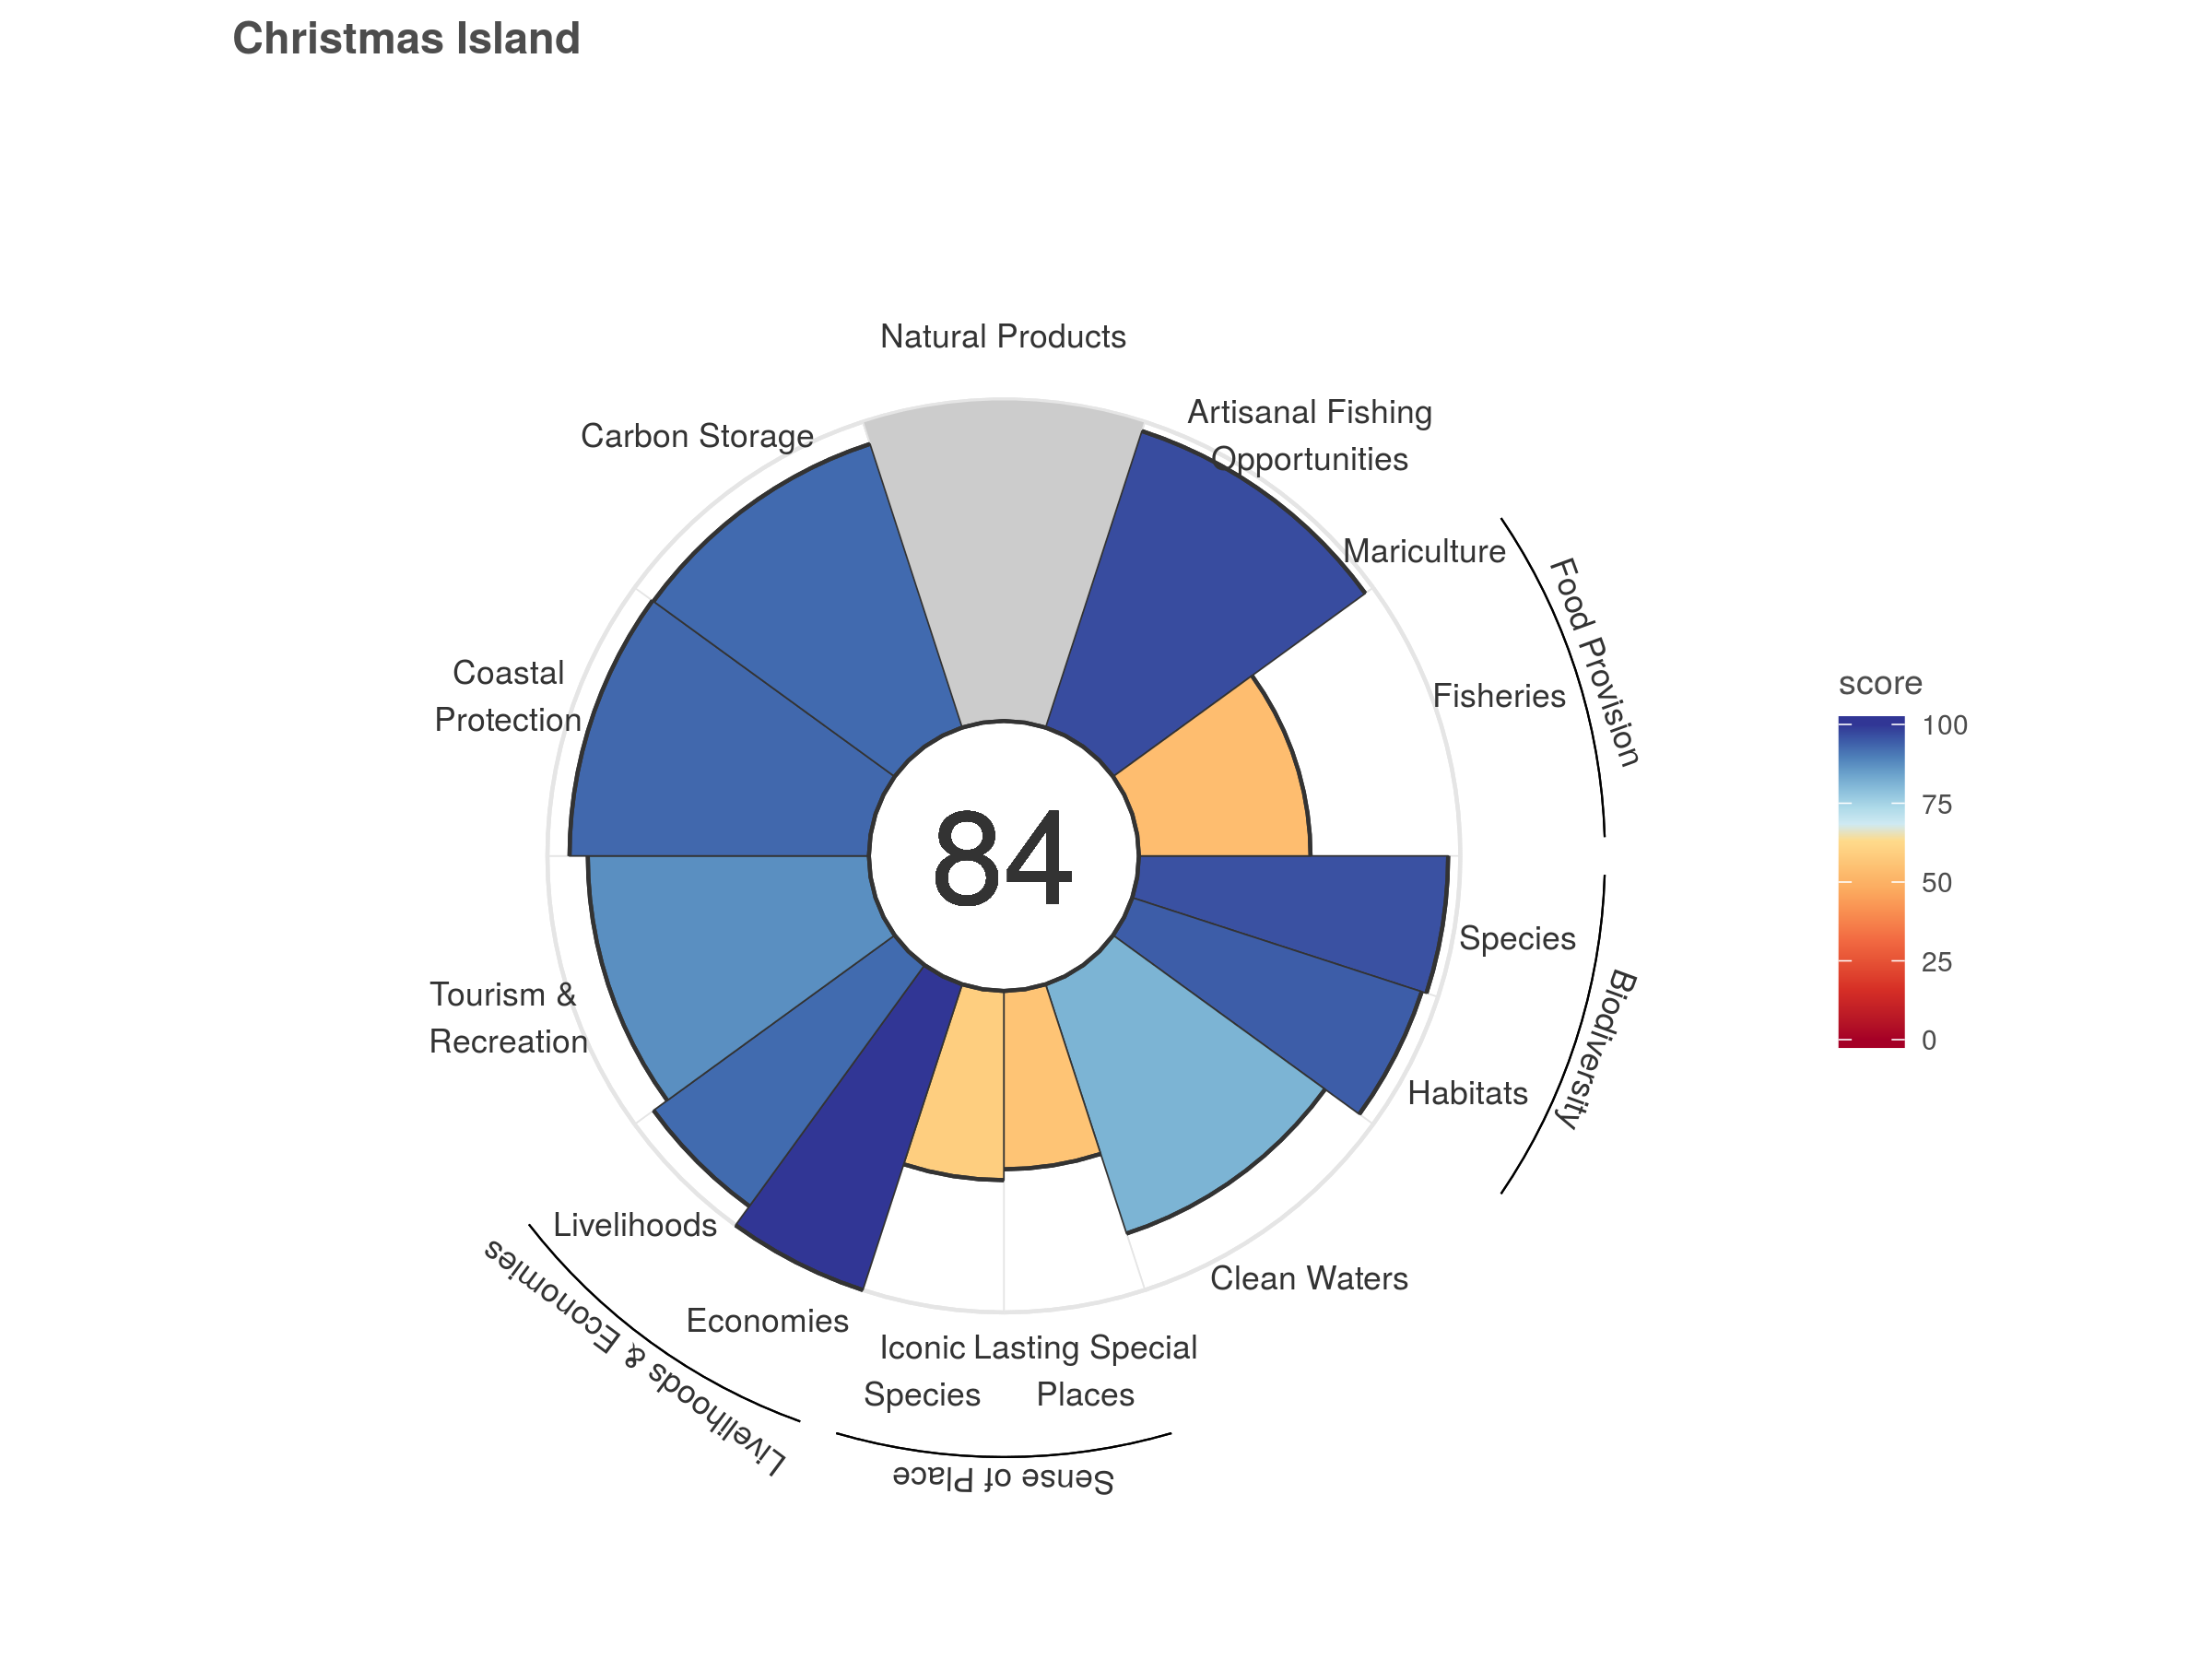 Christmas Island
Natural Products
Artisanal Fishing
Opportunities
Carbon Storage
Mariculture
Food Provision
Fisheries
Coastal
Protection
score
100
75
50
25
0
84
Species
Biodiversity
Tourism &
Recreation
Habitats
Livelihoods
Clean Waters
Economies
Livelihoods & Economies
Iconic
Species
Lasting Special
Places
Sense of Place